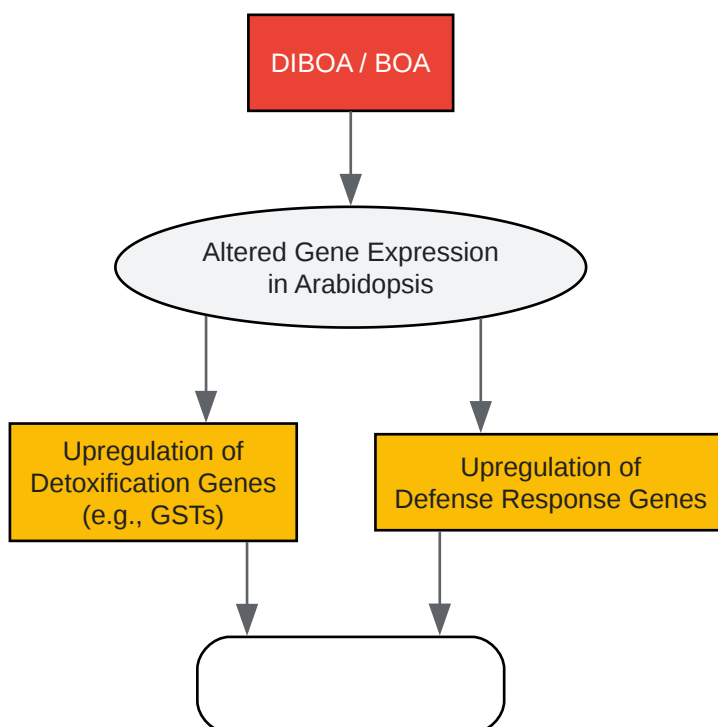 DIBOA / BOA
Altered Gene Expression
in Arabidopsis
Upregulation of
Detoxification Genes
(e.g., GSTs)
Upregulation of
Defense Response Genes